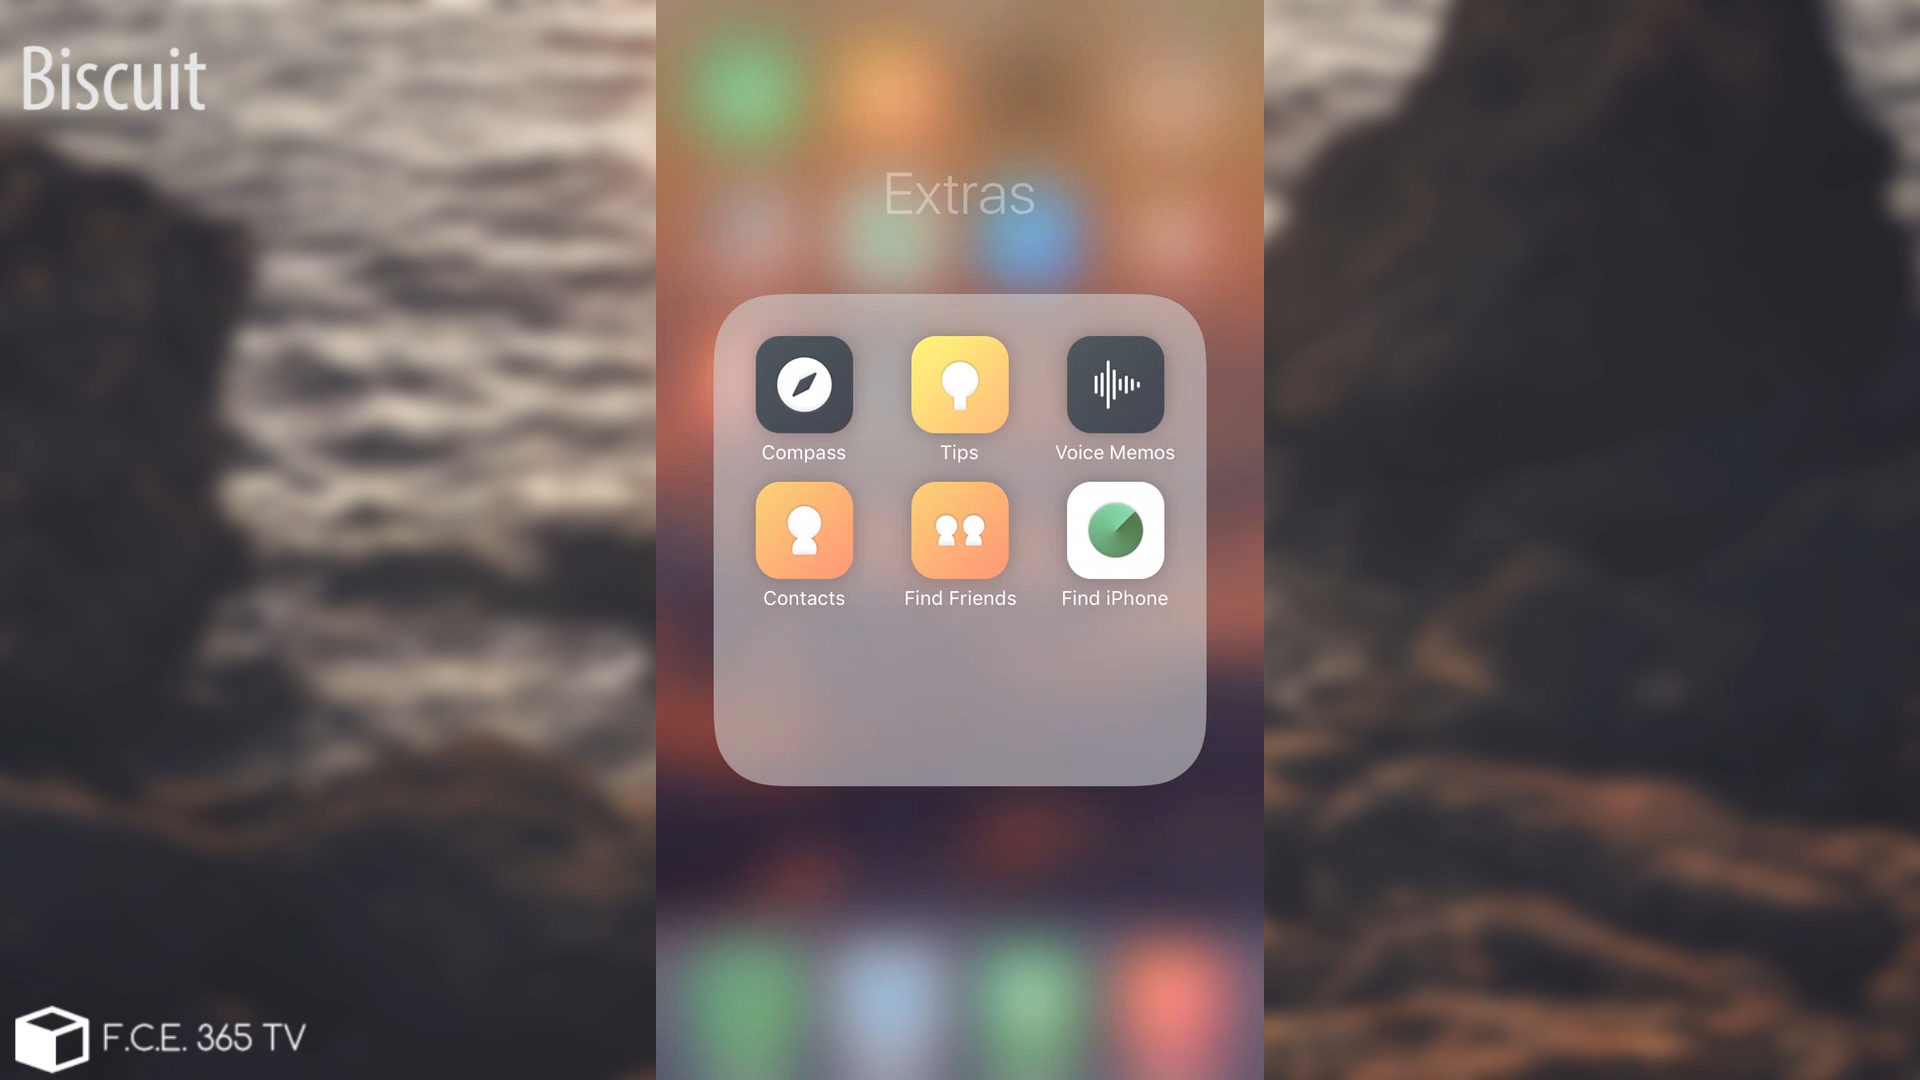 Biscuit
Extras
Compass
Tips
Voice Memos
Contacts
Find Friends
Find iPhone
F.C.E. 365 TV